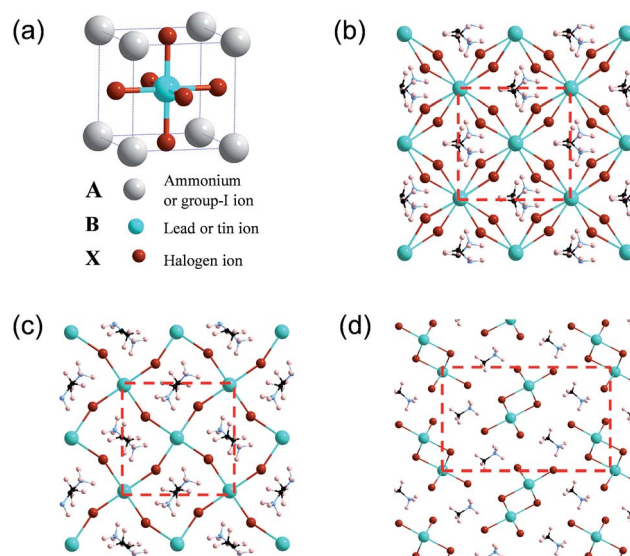 (a)
(b)
A
Ammonium
or group-I ion
B
Lead or tin ion
X
Halogen ion
(c)
(d)